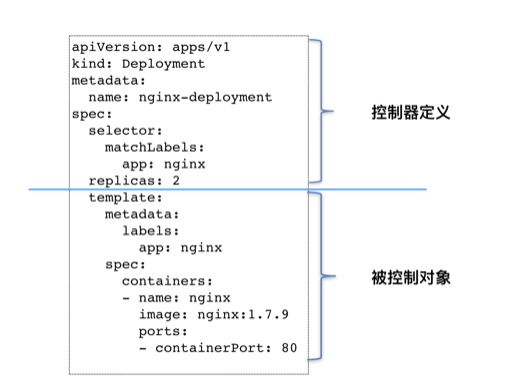 apiVersion: apps/v1
kind: Deployment
metadata:
  name: nginx-deployment
spec:
  selector:
    matchLabels:
      app: nginx
  replicas: 2
  template:
    metadata:
      labels:
        app: nginx
    spec:
      containers:
      - name: nginx
        image: nginx:1.7.9
        ports:
        - containerPort: 80
控制器定义
被控制对象